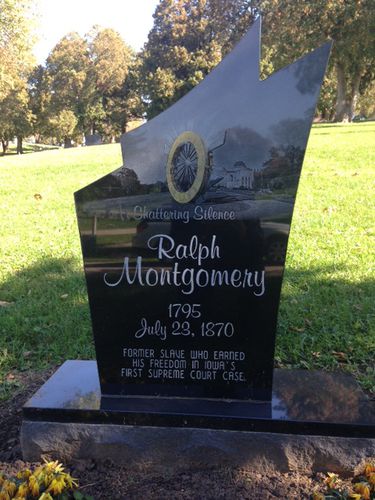 Shattering Silence
Ralph
Montgomery
1795
July 23, 1870
FORMER SLAVE WHO EARNED
HIS FREEDOM IN IOWA'S
FIRST SUPREME COURT CASE.